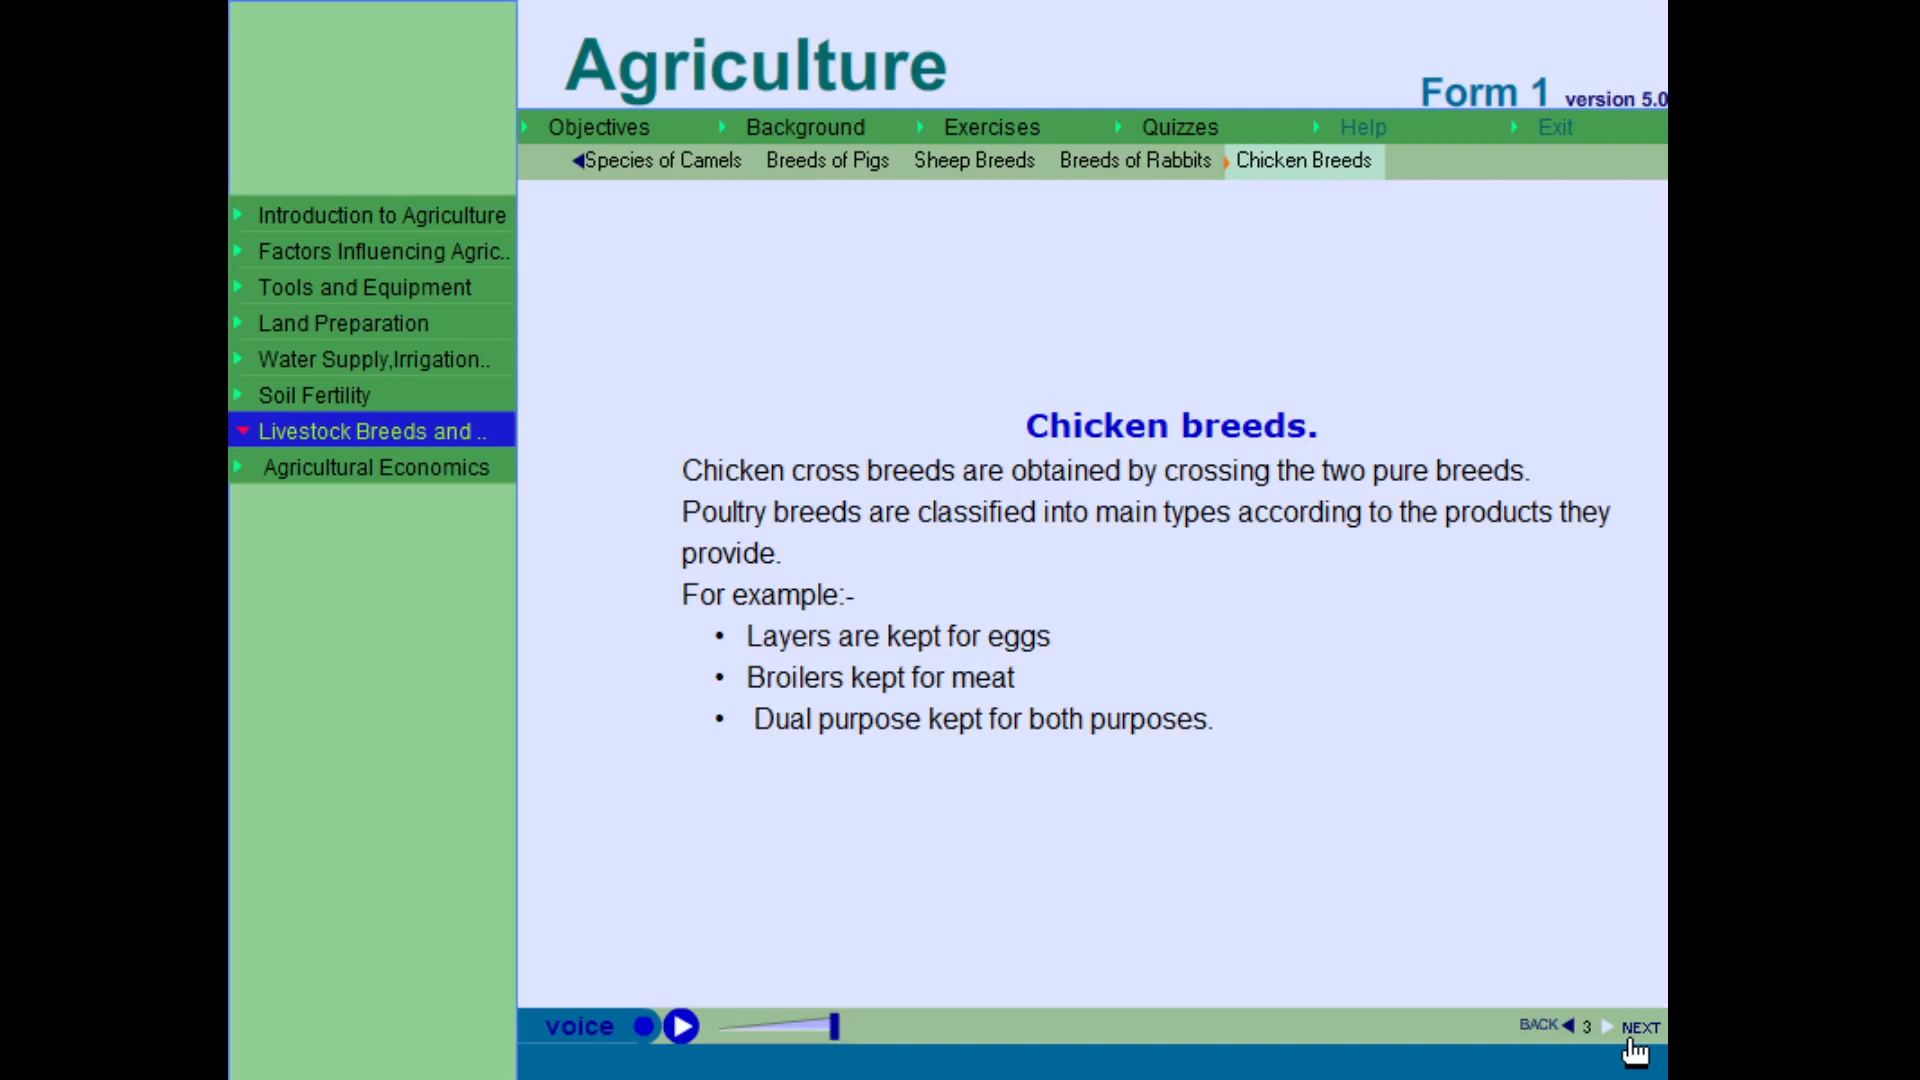 Agriculture
Form 1 version 5.0
Objectives Background Exercises Quizzes Help Exit
Species of Camels Breeds of Pigs Sheep Breeds Breeds of Rabbits Chicken Breeds
Introduction to Agriculture
Factors Influencing Agric..
Tools and Equipment
Land Preparation
Water Supply,Irrigation..
Soil Fertility
Livestock Breeds and ..
Agricultural Economics
Chicken breeds.
Chicken cross breeds are obtained by crossing the two pure breeds.
Poultry breeds are classified into main types according to the products they
provide.
For example:-
• Layers are kept for eggs
• Broilers kept for meat
• Dual purpose kept for both purposes.
voice
BACK 3 NEXT